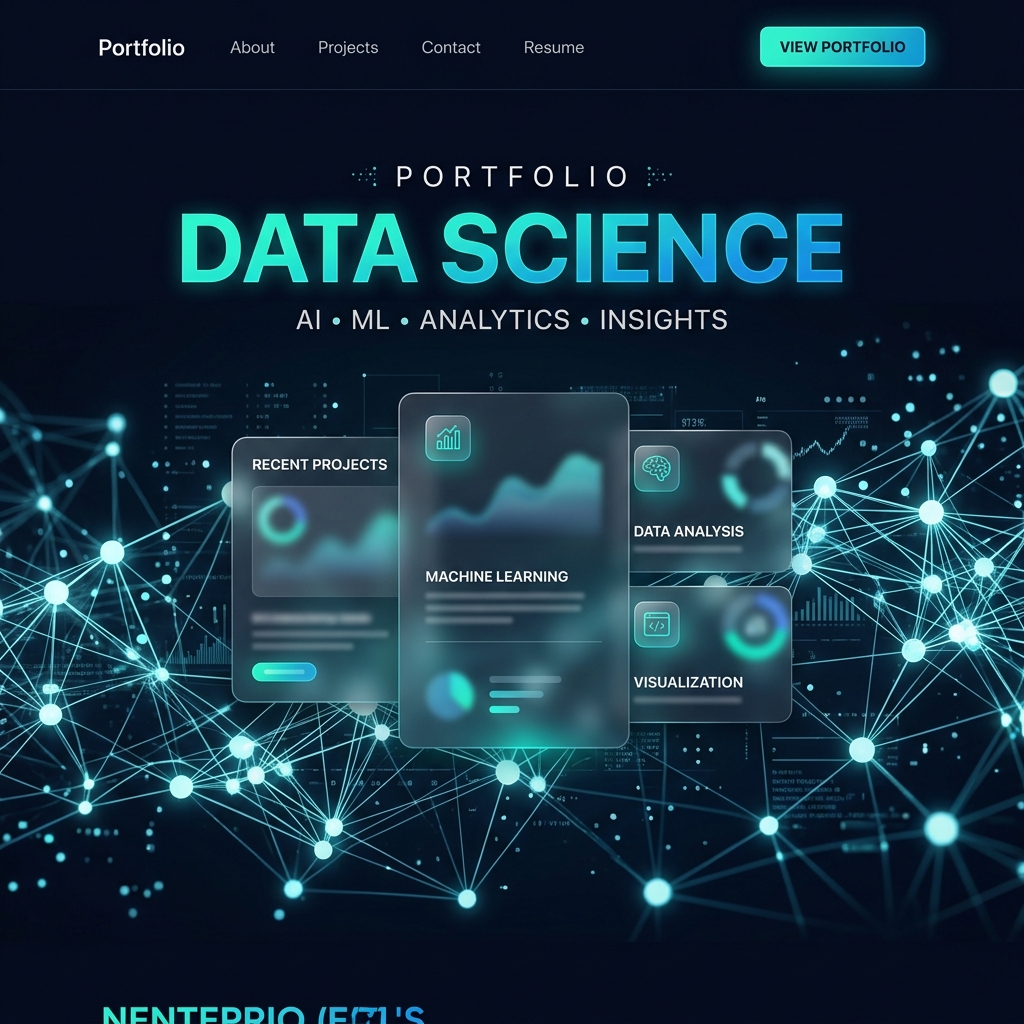 Portfolio About Projects Contact Resume VIEW PORTFOLIO
PORTFOLIO
DATA SCIENCE
AI • ML • ANALYTICS • INSIGHTS
RECENT PROJECTS
MACHINE LEARNING
DATA ANALYSIS
VISUALIZATION